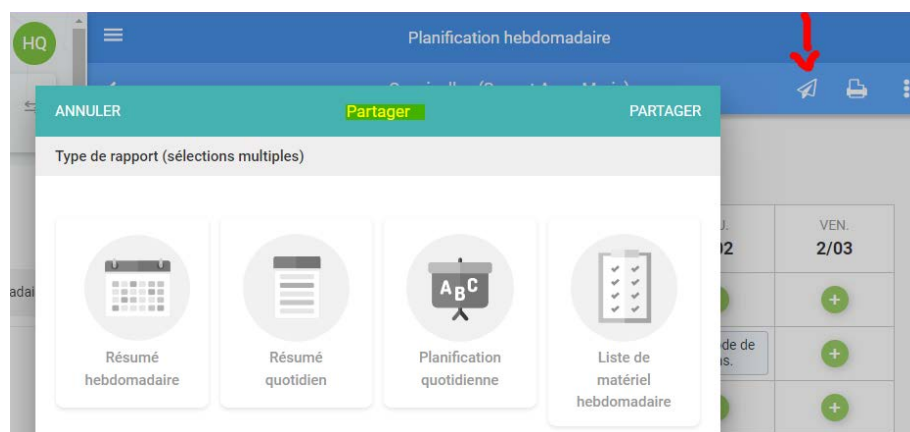 HQ
Planification hebdomadaire
ANNULER
Partager
PARTAGER
Type de rapport (sélections multiples)
VEN.
2/03
Résumé
hebdomadaire
Résumé
quotidien
ABC
Planification
quotidienne
Liste de
matériel
hebdomadaire